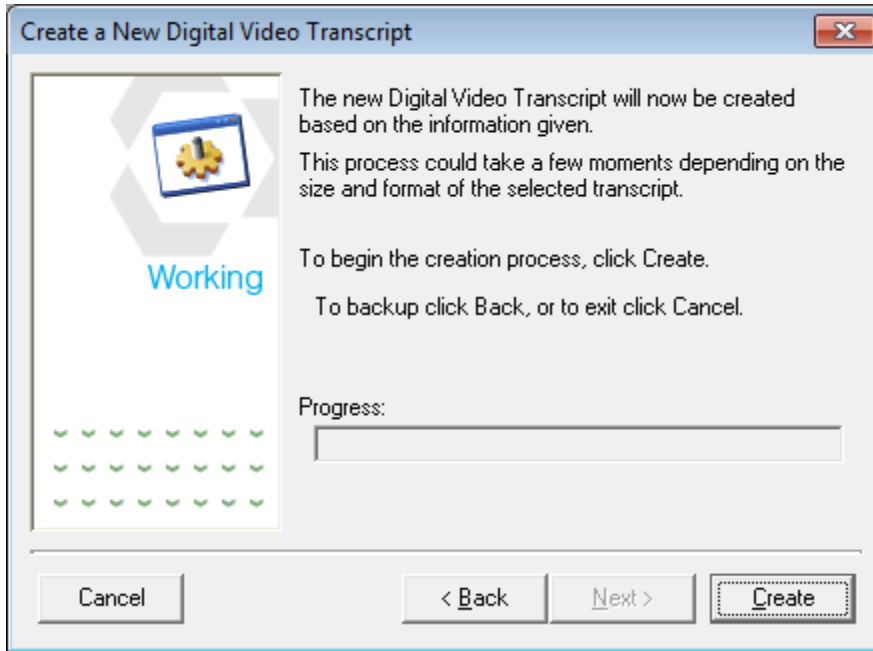 Create a New Digital Video Transcript
The new Digital Video Transcript will now be created
based on the information given.
This process could take a few moments depending on the
size and format of the selected transcript.
Working
To begin the creation process, click Create.
To backup click Back, or to exit click Cancel.
Progress:
Cancel
< Back
Next >
Create